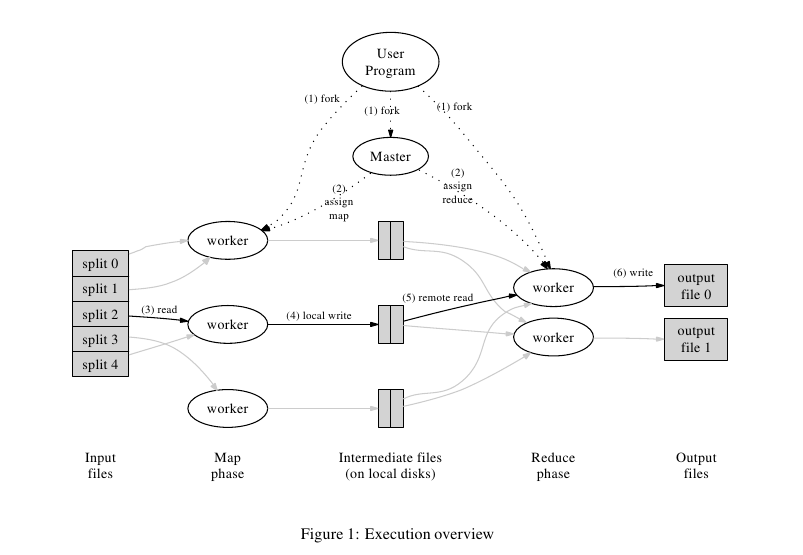 User
Program
(1) fork
(1) fork
(1) fork
Master
(2)
assign
map
(2)
assign
reduce
worker
split 0
split 1
split 2
split 3
split 4
(3) read
worker
(4) local write
(5) remote read
worker
(6) write
output
file 0
worker
output
file 1
worker
Input
files
Map
phase
Intermediate files
(on local disks)
Reduce
phase
Output
files
Figure 1: Execution overview